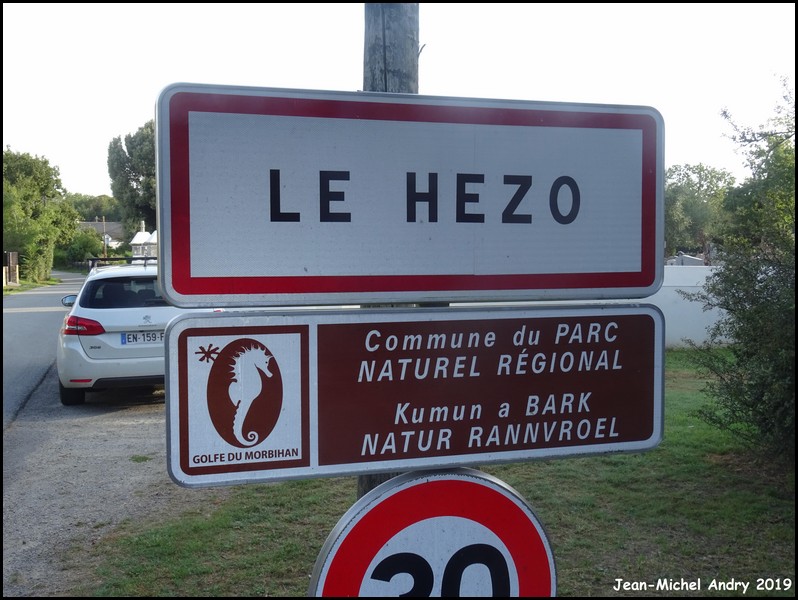 LE HEZO
Commune du PARC
NATUREL RÉGIONAL
Kumun a BARK
NATUR RANNVROEL
GOLFE DU MORBIHAN
EN-159-F
30
Jean-Michel Andry 2019